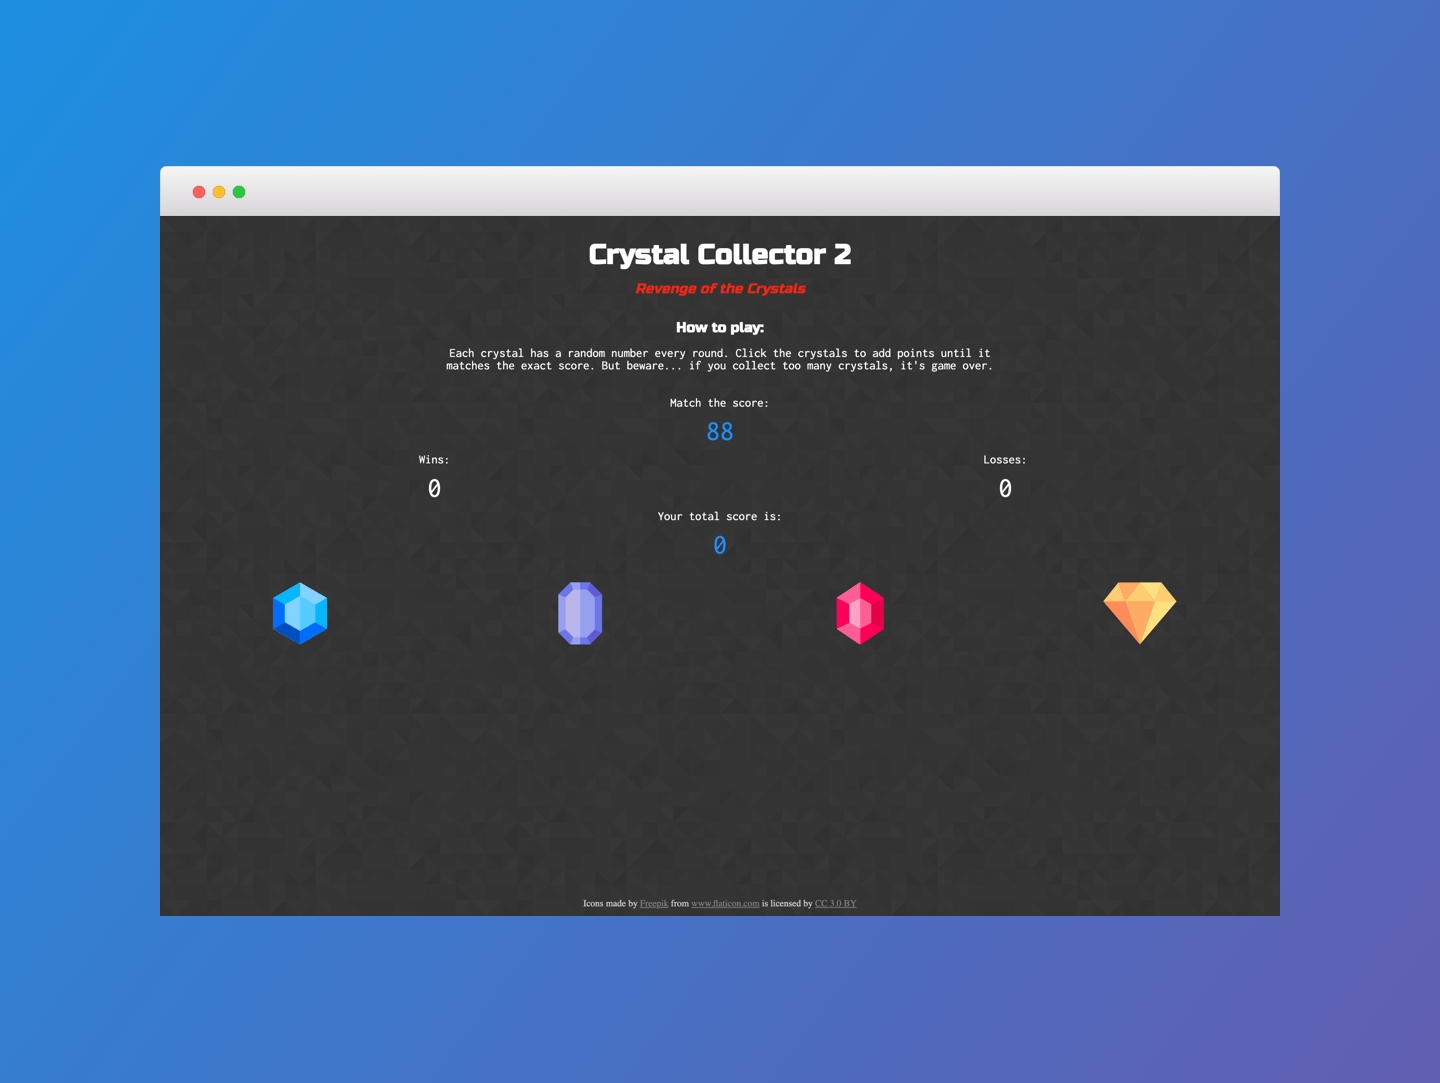 Crystal Collector 2
Revenge of the Crystals
How to play:
Each crystal has a random number every round. Click the crystals to add points until it
matches the exact score. But beware... if you collect too many crystals, it's game over.
Match the score:
88
Wins:
Losses:
0
0
Your total score is:
0
Icons made by Freepik from www.flaticon.com is licensed by CC 3.0 BY